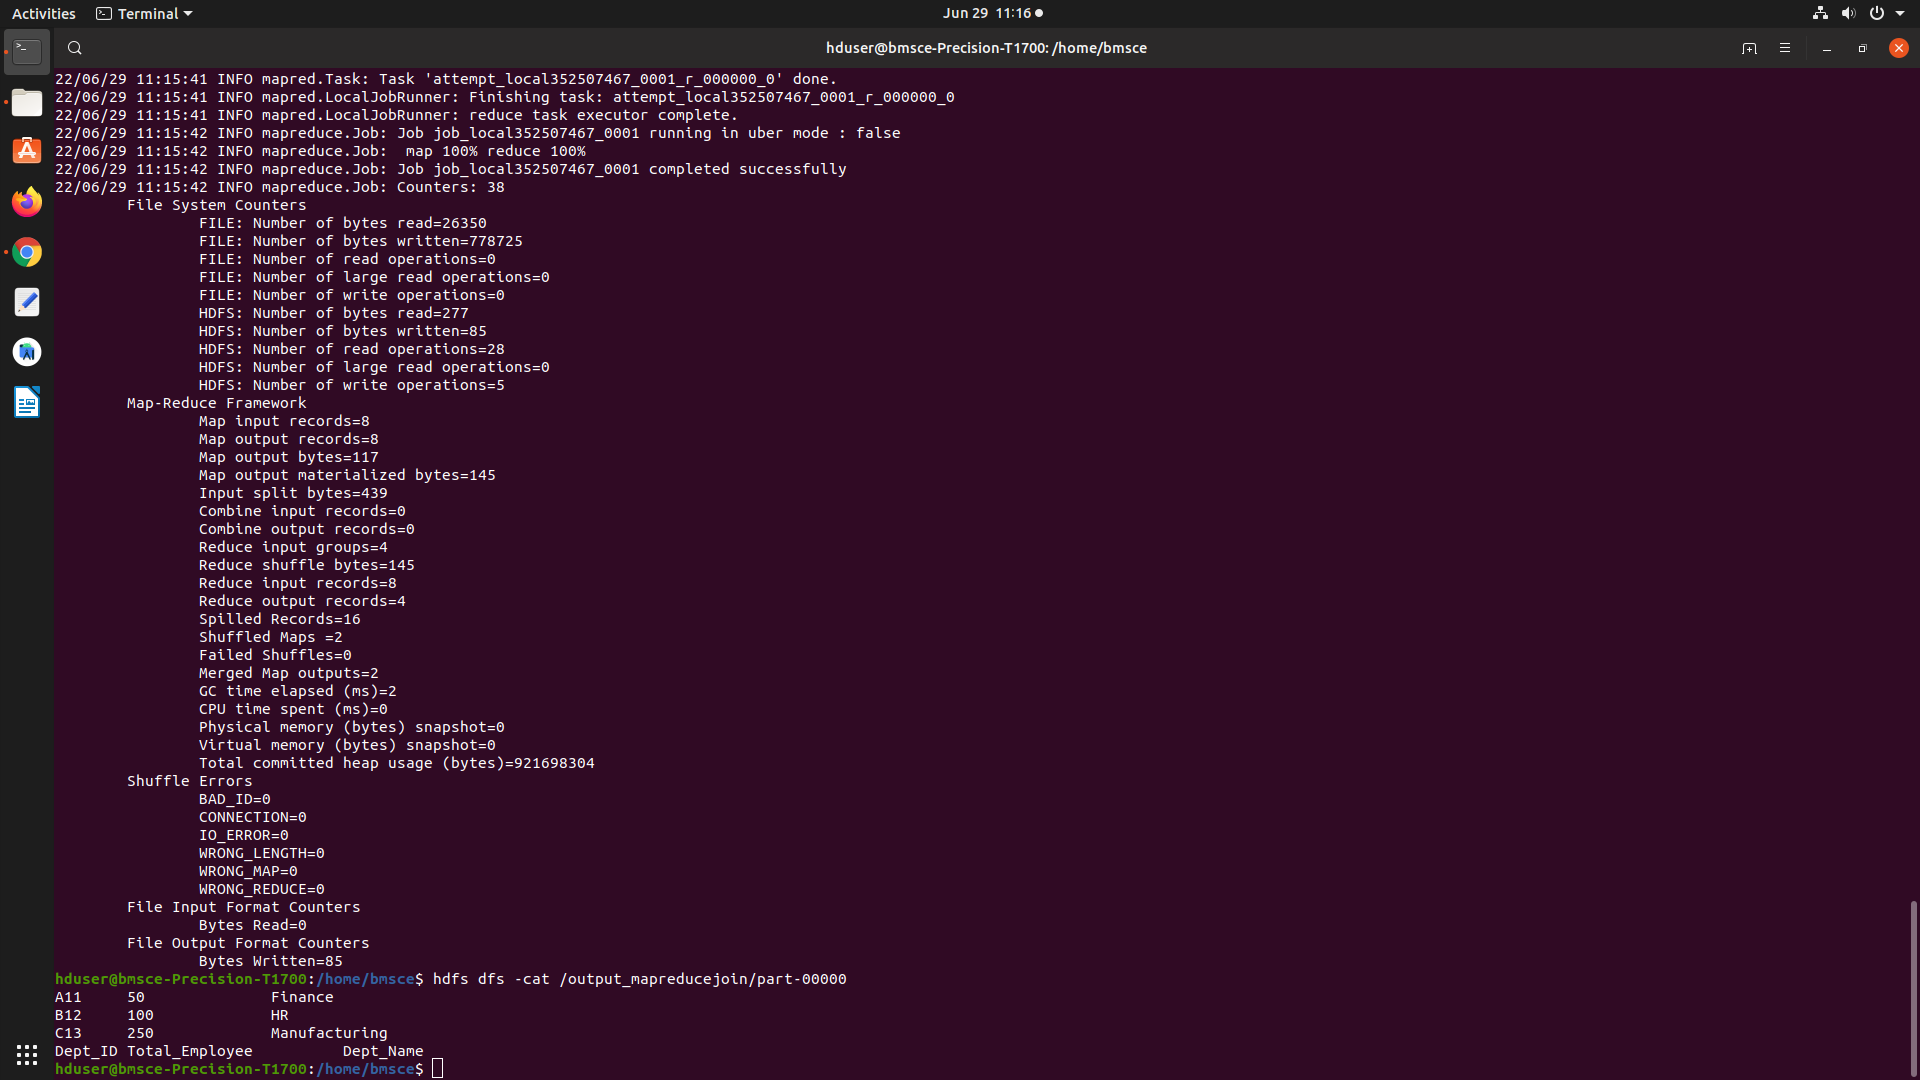 Activities
Terminal
Jun 29 11:16
hduser@bmsce-Precision-T1700: /home/bmsce
22/06/29 11:15:41 INFO mapred.Task: Task 'attempt_local352507467_0001_r_000000_0' done.
22/06/29 11:15:41 INFO mapred.LocalJobRunner: Finishing task: attempt_local352507467_0001_r_000000_0
22/06/29 11:15:41 INFO mapred.LocalJobRunner: reduce task executor complete.
22/06/29 11:15:42 INFO mapreduce.Job: Job job_local352507467_0001 running in uber mode : false
22/06/29 11:15:42 INFO mapreduce.Job:  map 100% reduce 100%
22/06/29 11:15:42 INFO mapreduce.Job: Job job_local352507467_0001 completed successfully
22/06/29 11:15:42 INFO mapreduce.Job: Counters: 38
File System Counters
FILE: Number of bytes read=26350
FILE: Number of bytes written=778725
FILE: Number of read operations=0
FILE: Number of large read operations=0
FILE: Number of write operations=0
HDFS: Number of bytes read=277
HDFS: Number of bytes written=85
HDFS: Number of read operations=28
HDFS: Number of large read operations=0
HDFS: Number of write operations=5
Map-Reduce Framework
Map input records=8
Map output records=8
Map output bytes=117
Map output materialized bytes=145
Input split bytes=439
Combine input records=0
Combine output records=0
Reduce input groups=4
Reduce shuffle bytes=145
Reduce input records=8
Reduce output records=4
Spilled Records=16
Shuffled Maps =2
Failed Shuffles=0
Merged Map outputs=2
GC time elapsed (ms)=2
CPU time spent (ms)=0
Physical memory (bytes) snapshot=0
Virtual memory (bytes) snapshot=0
Total committed heap usage (bytes)=921698304
Shuffle Errors
BAD_ID=0
CONNECTION=0
IO_ERROR=0
WRONG_LENGTH=0
WRONG_MAP=0
WRONG_REDUCE=0
File Input Format Counters
Bytes Read=0
File Output Format Counters
Bytes Written=85
hduser@bmsce-Precision-T1700:/home/bmsce$ hdfs dfs -cat /output_mapreducejoin/part-00000
A11 50 Finance
B12 100 HR
C13 250 Manufacturing
Dept_ID Total_Employee Dept_Name
hduser@bmsce-Precision-T1700:/home/bmsce$